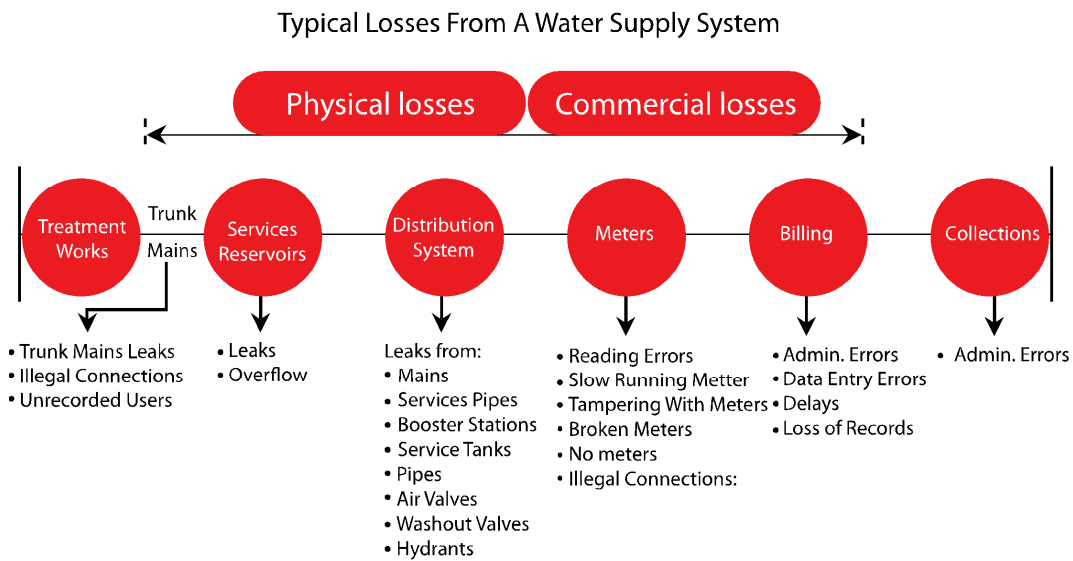 Typical Losses From A Water Supply System
Physical losses
Commercial losses
Treatment
Works
Trunk
Mains
Services
Reservoirs
Distribution
System
Meters
Billing
Collections
• Trunk Mains Leaks
• Illegal Connections
• Unrecorded Users
• Leaks
• Overflow
Leaks from:
• Mains
• Services Pipes
• Booster Stations
• Service Tanks
• Pipes
• Air Valves
• Washout Valves
• Hydrants
• Reading Errors
• Slow Running Metter
• Tampering With Meters
• Broken Meters
• No meters
• Illegal Connections:
• Admin. Errors
• Data Entry Errors
• Delays
• Loss of Records
• Admin. Errors